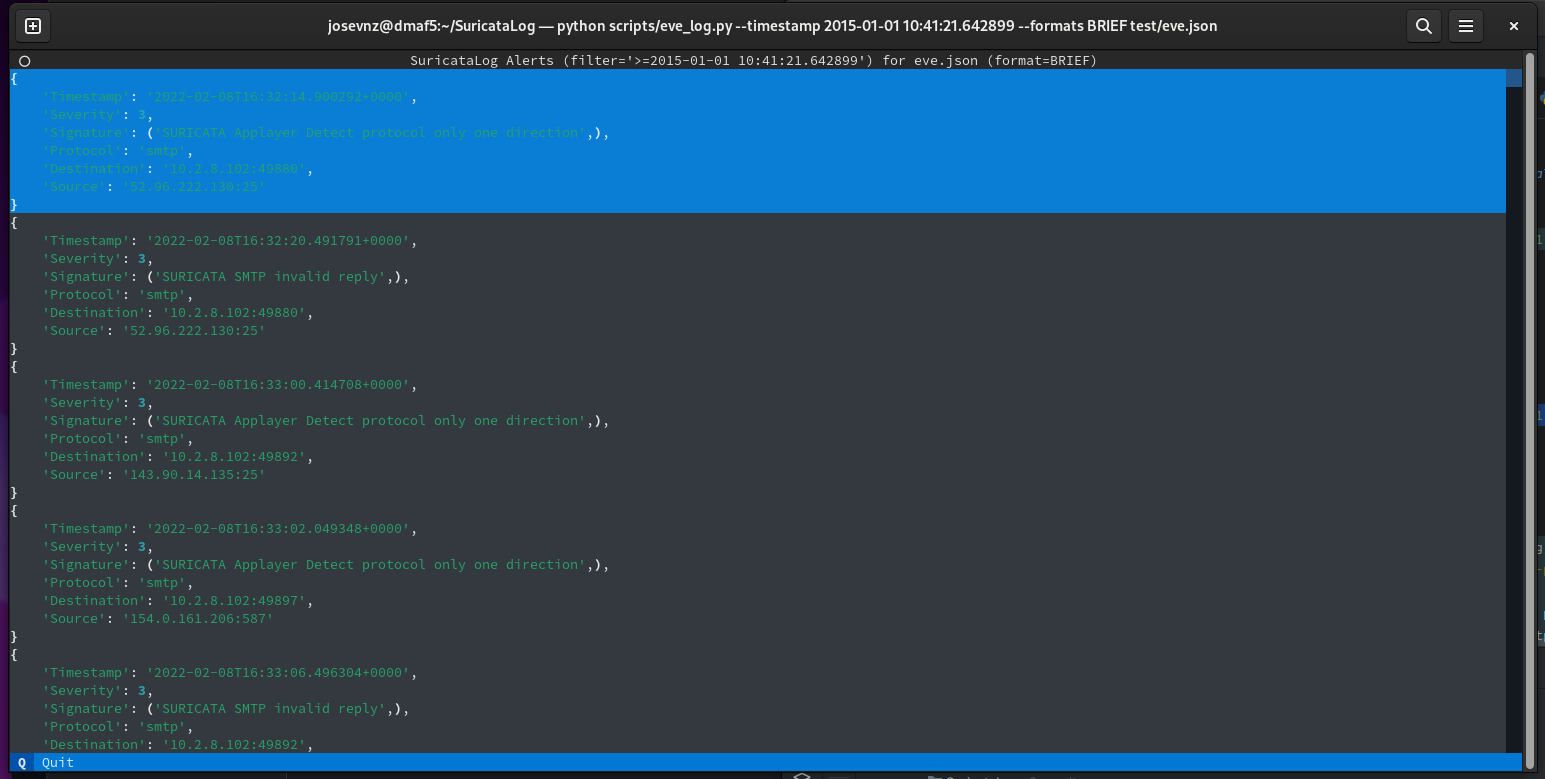 josevnz@dmaf5:~/SuricataLog — python scripts/eve_log.py --timestamp 2015-01-01 10:41:21.642899 --formats BRIEF test/eve.json
SuricataLog Alerts (filter='>=2015-01-01 10:41:21.642899') for eve.json (format=BRIEF)
{
'Timestamp': '2022-02-08T16:32:14.900292+0000',
'Severity': 3,
'Signature': ('SURICATA Applayer Detect protocol only one direction',),
'Protocol': 'smtp',
'Destination': '10.2.8.102:49880',
'Source': '52.96.222.130:25'
}
{
'Timestamp': '2022-02-08T16:32:20.491791+0000',
'Severity': 3,
'Signature': ('SURICATA SMTP invalid reply',),
'Protocol': 'smtp',
'Destination': '10.2.8.102:49880',
'Source': '52.96.222.130:25'
}
{
'Timestamp': '2022-02-08T16:33:00.414708+0000',
'Severity': 3,
'Signature': ('SURICATA Applayer Detect protocol only one direction',),
'Protocol': 'smtp',
'Destination': '10.2.8.102:49892',
'Source': '143.90.14.135:25'
}
{
'Timestamp': '2022-02-08T16:33:02.049348+0000',
'Severity': 3,
'Signature': ('SURICATA Applayer Detect protocol only one direction',),
'Protocol': 'smtp',
'Destination': '10.2.8.102:49897',
'Source': '154.0.161.206:587'
}
{
'Timestamp': '2022-02-08T16:33:06.496304+0000',
'Severity': 3,
'Signature': ('SURICATA SMTP invalid reply',),
'Protocol': 'smtp',
'Destination': '10.2.8.102:49892',
Q Quit